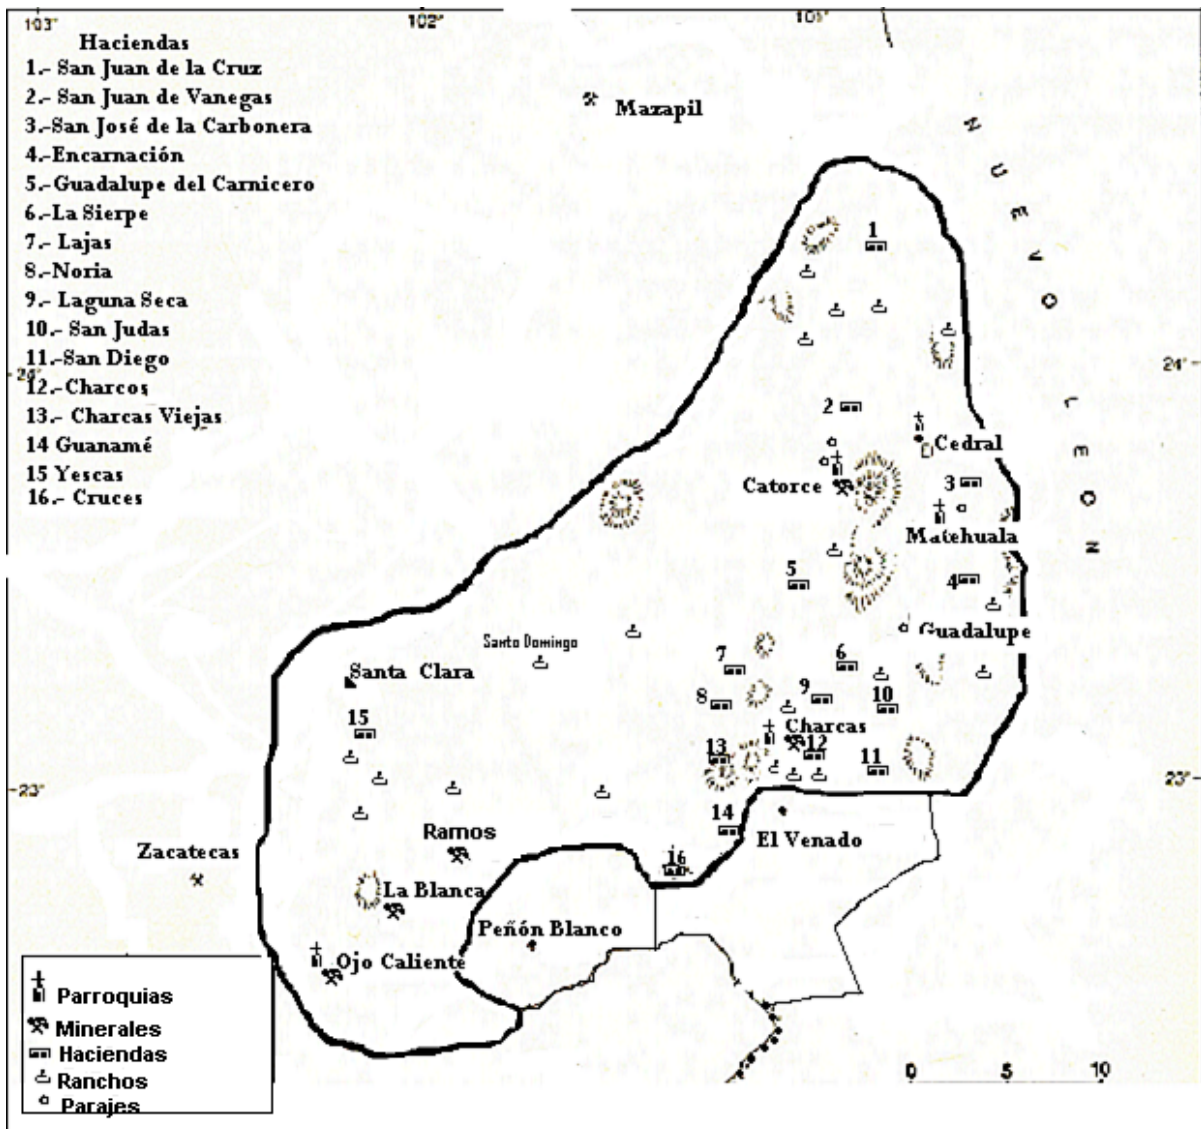 103°
102°
101°
Haciendas
1.- San Juan de la Cruz
2.- San Juan de Vanegas
3.-San José de la Carbonera
4.-Encarnación
5.-Guadalupe del Carnicero
6.-La Sierpe
7.- Lajas
8.- Noria
9.- Laguna Seca
10.- San Judas
11.-San Diego
12.-Charcos
13.- Charcas Viejas
14 Guanamé
15 Yescas
16.- Cruces
Mazapil
NUEVO LEON
1
24°
2
Cedral
Catorce
3
Matehuala
5
4
Guadalupe
Santo Domingo
7
6
Santa Clara
8
9
10
15
Charcas
13
12
11
23°
23°
14
El Venado
Ramos
Zacatecas
16
La Blanca
Peñón Blanco
Ojo Caliente
Parroquias
Minerales
Haciendas
Ranchos
Parajes
0 5 10